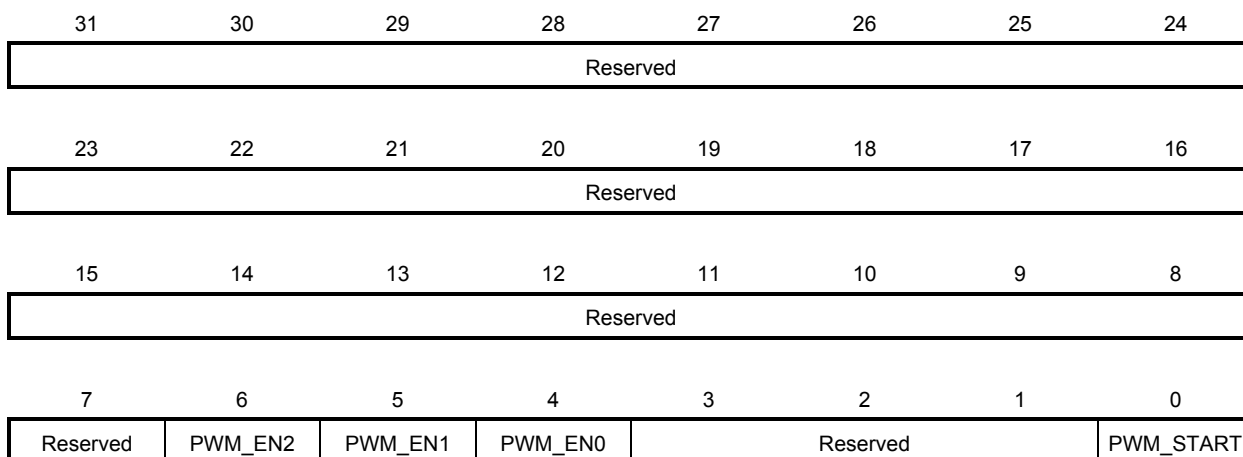 31 30 29 28 27 26 25 24
Reserved
23 22 21 20 19 18 17 16
Reserved
15 14 13 12 11 10 9 8
Reserved
7 6 5 4 3 2 1 0
Reserved PWM_EN2 PWM_EN1 PWM_EN0 Reserved PWM_START